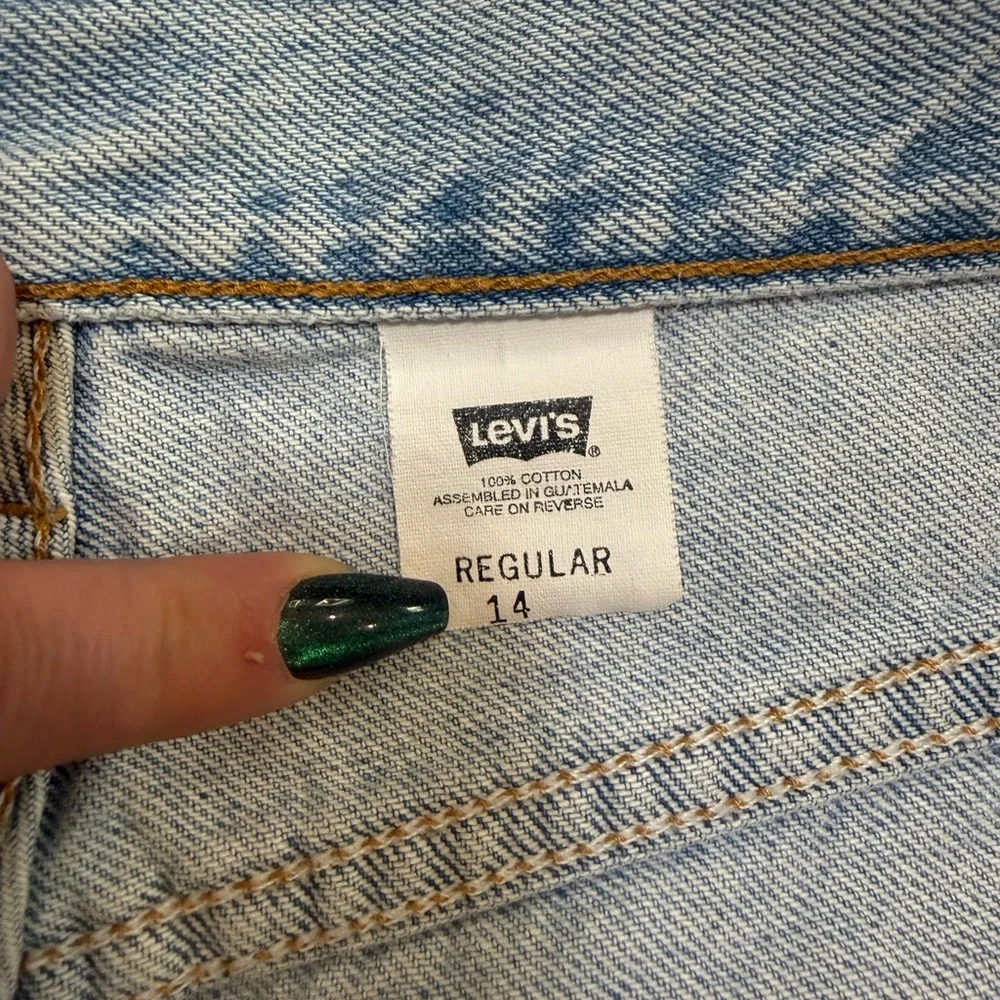 LEVI'S ®
100% COTTON
ASSEMBLED IN GUATEMALA
CARE ON REVERSE
REGULAR
14